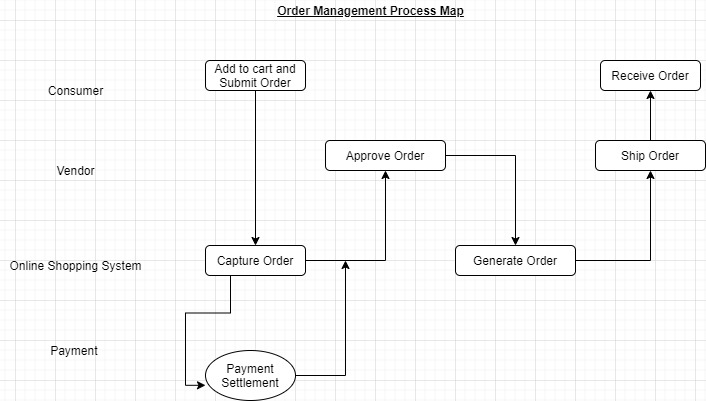 Order Management Process Map
Add to cart and
Submit Order
Receive Order
Consumer
Approve Order
Ship Order
Vendor
Capture Order
Generate Order
Online Shopping System
Payment
Payment
Settlement